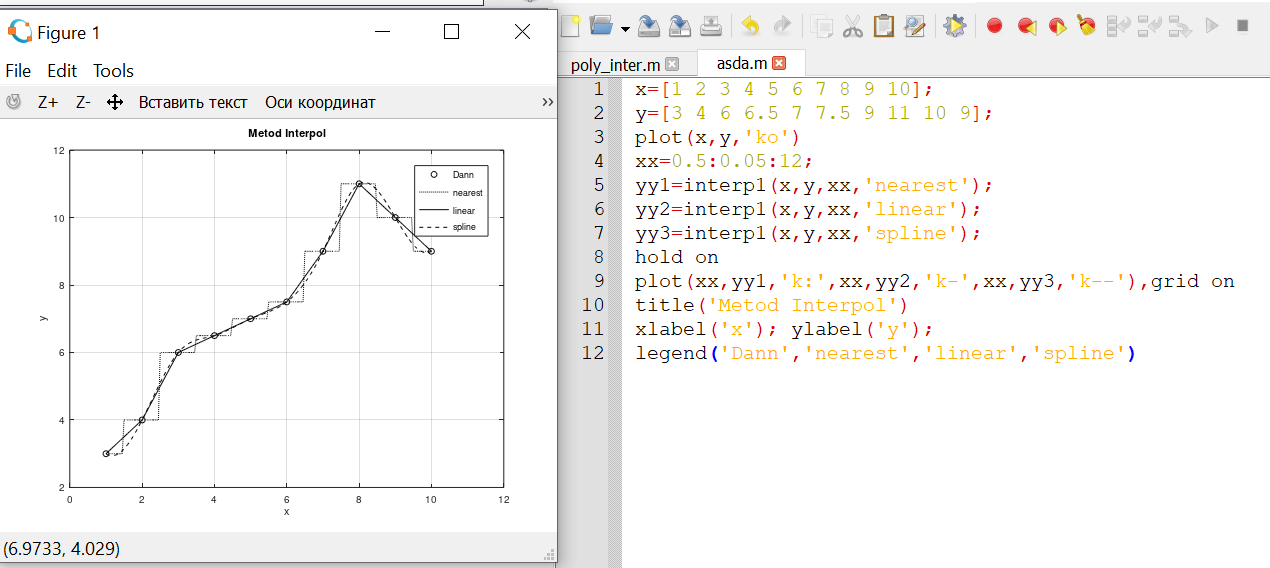 Figure 1
File Edit Tools
Z+ Z- Вставить текст Оси координат »
Metod Interpol
12
10
8
6
4
2
y
0 2 4 6 8 10 12
x
Dann
nearest
linear
spline
(6.9733, 4.029)
poly_inter.m asda.m
1 x=[1 2 3 4 5 6 7 8 9 10];
2 y=[3 4 6 6.5 7 7.5 9 11 10 9];
3 plot(x,y,'ko')
4 xx=0.5:0.05:12;
5 yy1=interp1(x,y,xx,'nearest');
6 yy2=interp1(x,y,xx,'linear');
7 yy3=interp1(x,y,xx,'spline');
8 hold on
9 plot(xx,yy1,'k:',xx,yy2,'k-',xx,yy3,'k--'),grid on
10 title('Metod Interpol')
11 xlabel('x'); ylabel('y');
12 legend('Dann','nearest','linear','spline')